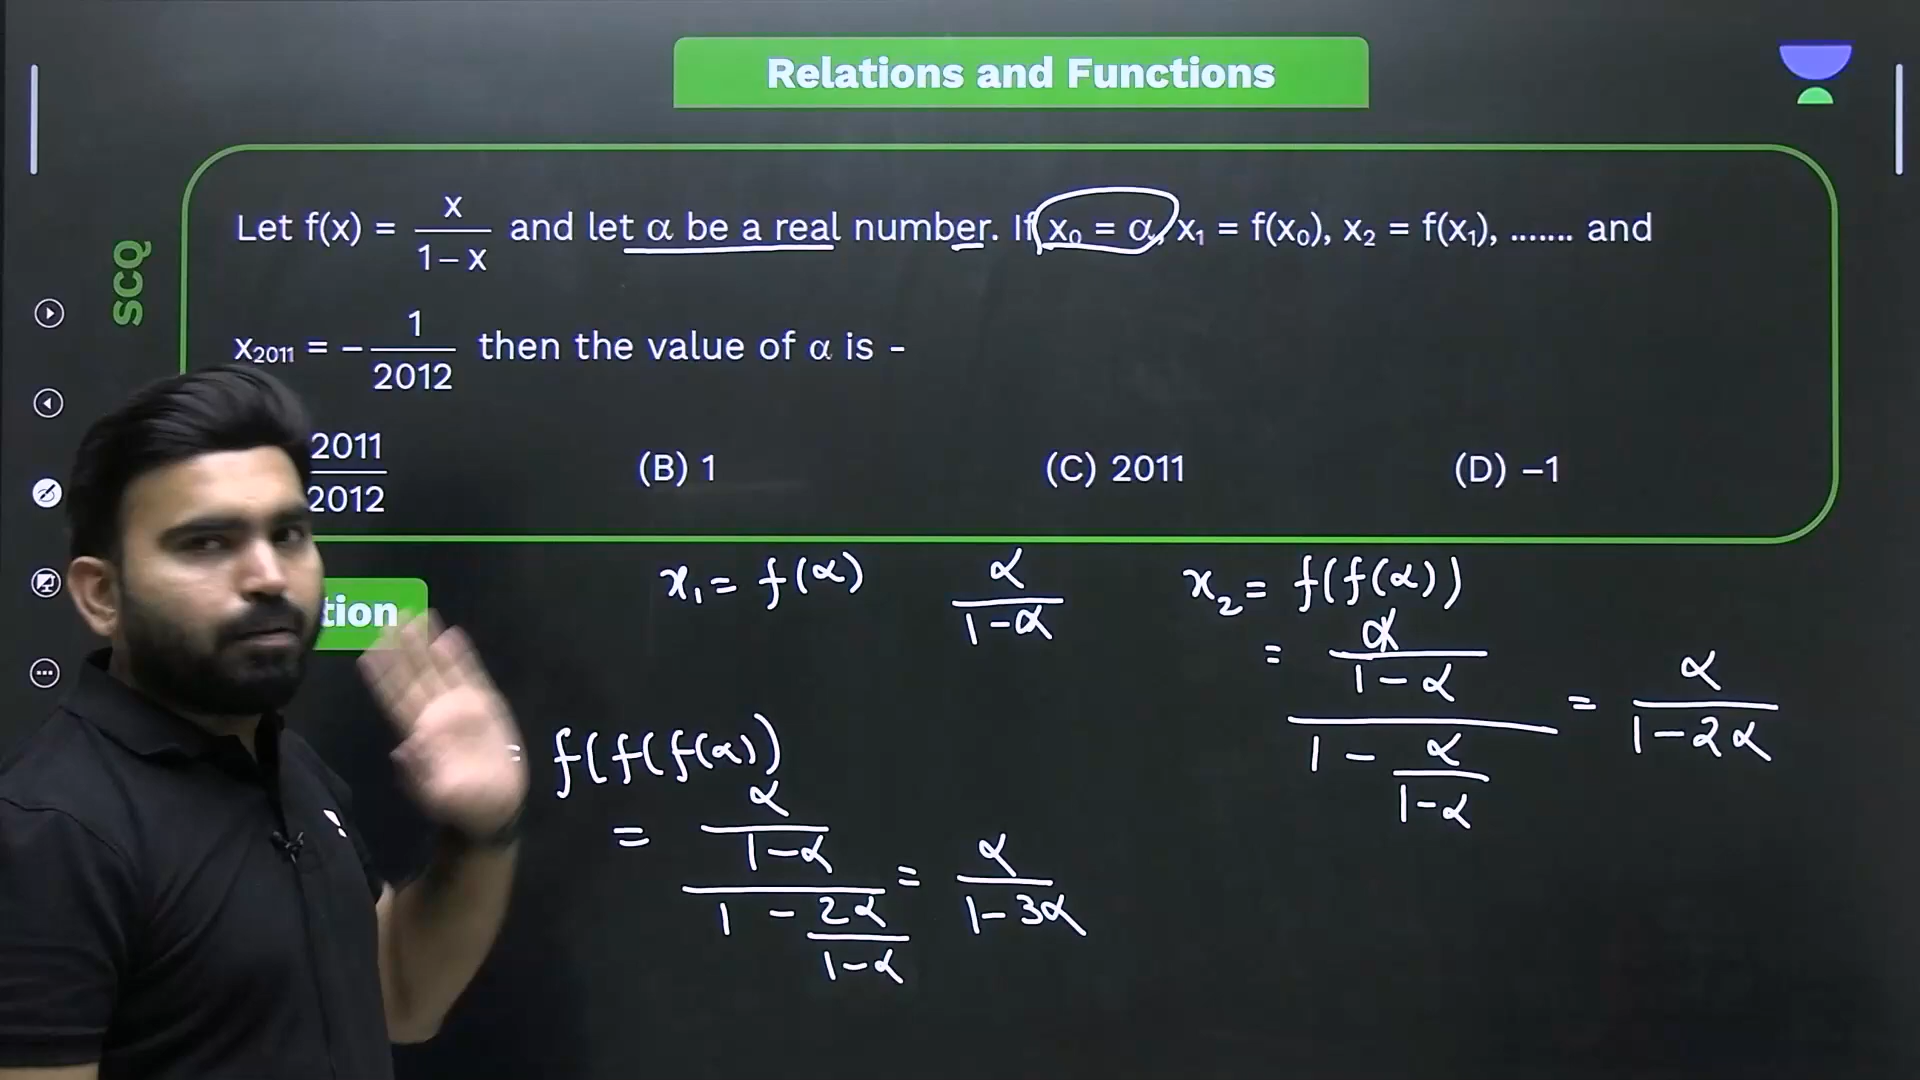 Relations and Functions
SCQ
Let f(x) = x/(1 – x) and let α be a real number. If x₀ = α, x₁ = f(x₀), x₂ = f(x₁), ....... and
x₂₀₁₁ = – 1/2012 then the value of α is -
2011/2012 (B) 1 (C) 2011 (D) –1
tion
x₁ = f(α) α/(1-α) x₂ = f(f(α))
= (α/(1-α))/(1 - α/(1-α)) = α/(1-2α)
= f(f(f(α))
= (α/(1-α))/(1 - 2α/(1-α)) = α/(1-3α)